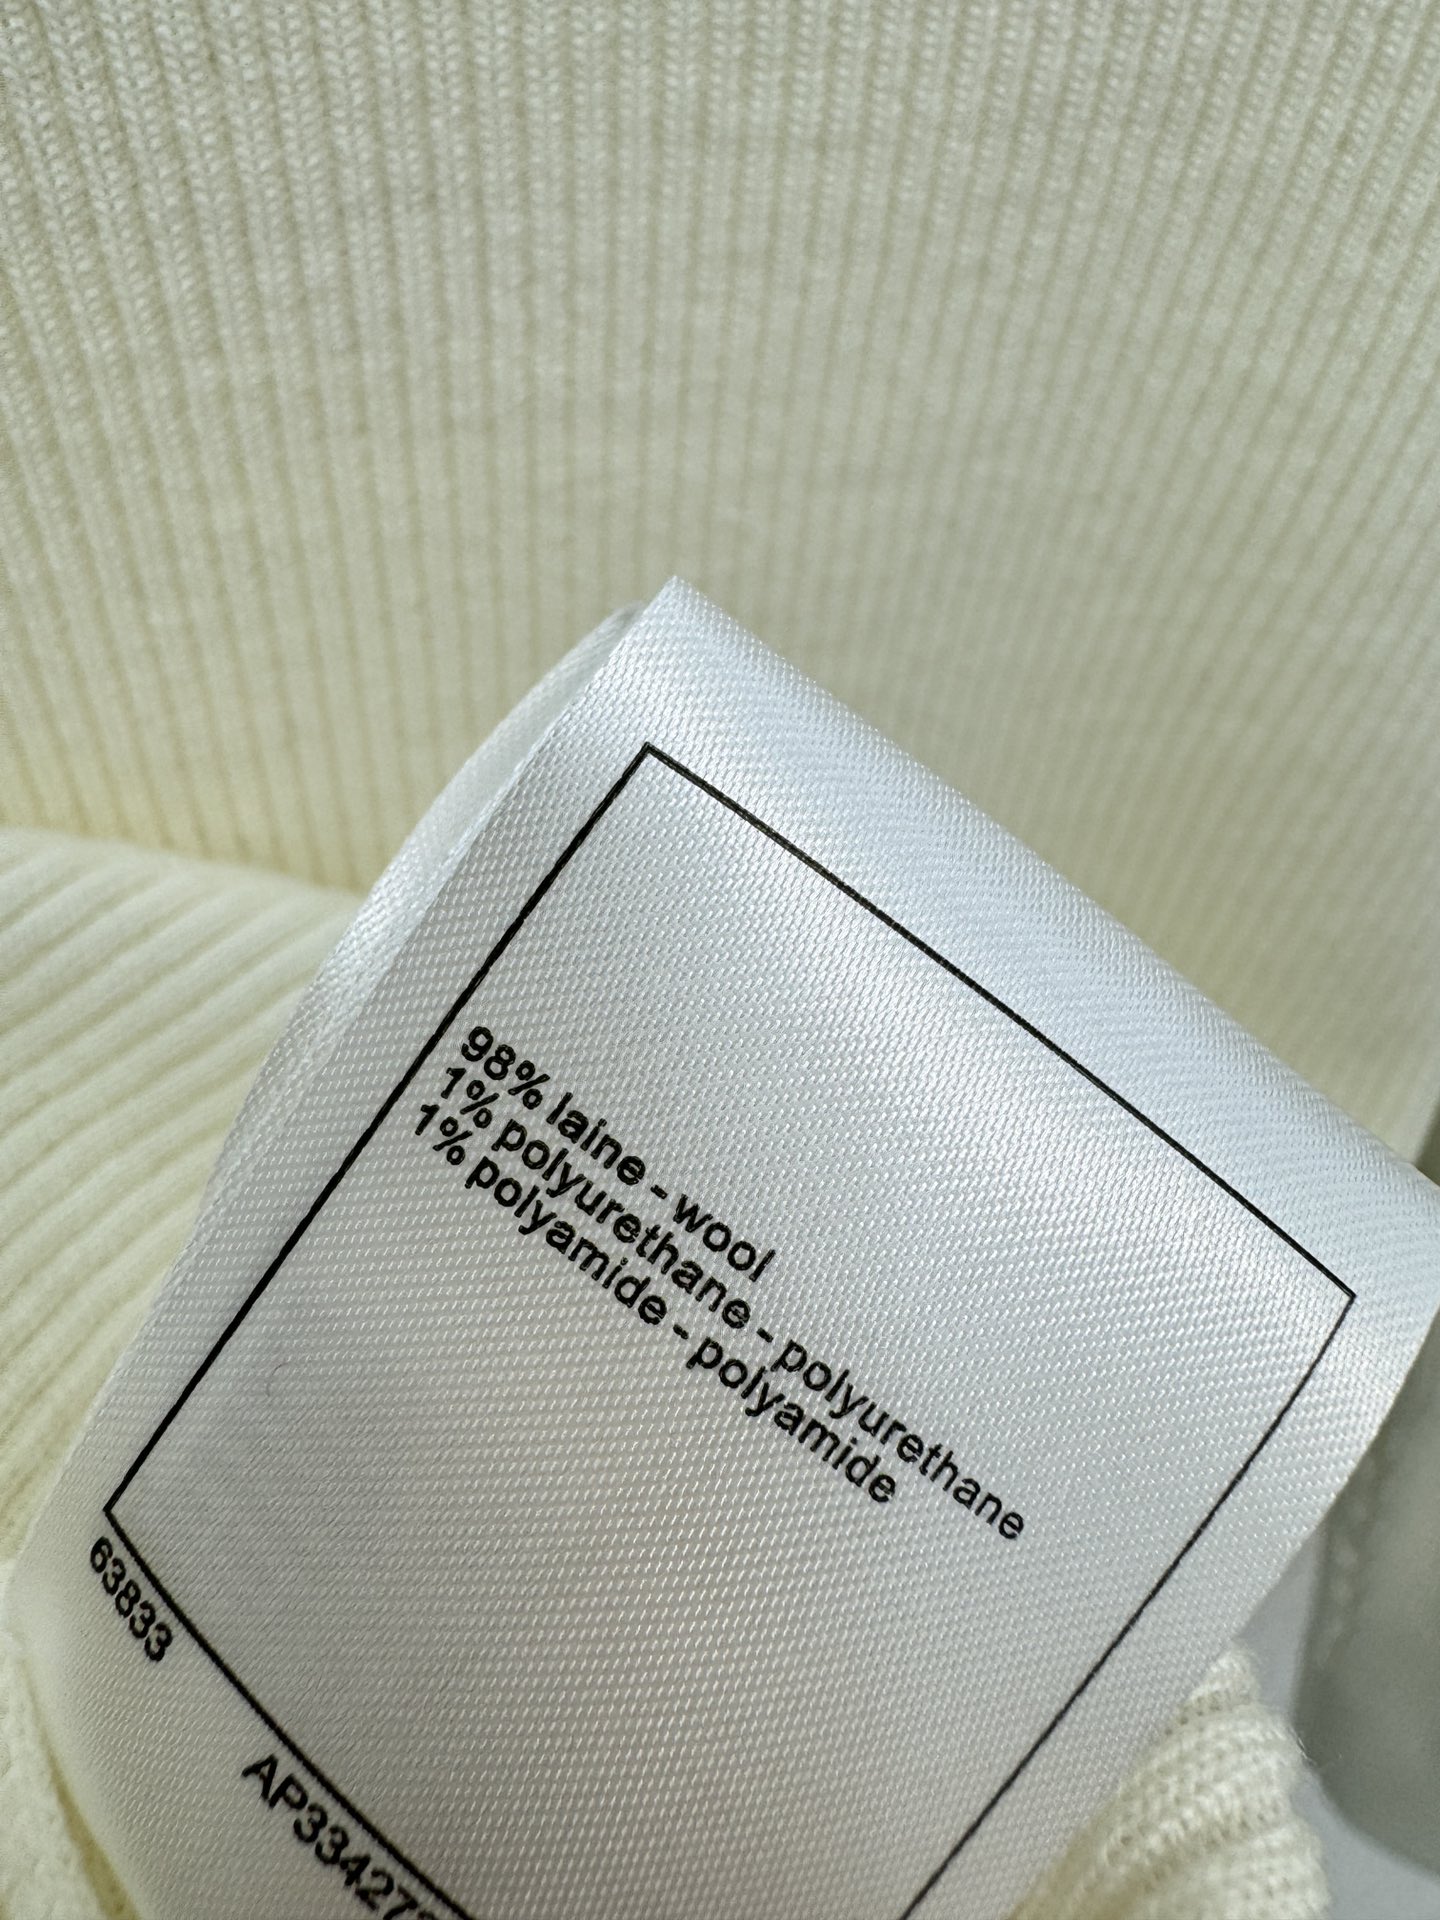 98% laine - wool
1% polyurethane - polyurethane
1% polyamide - polyamide
63833